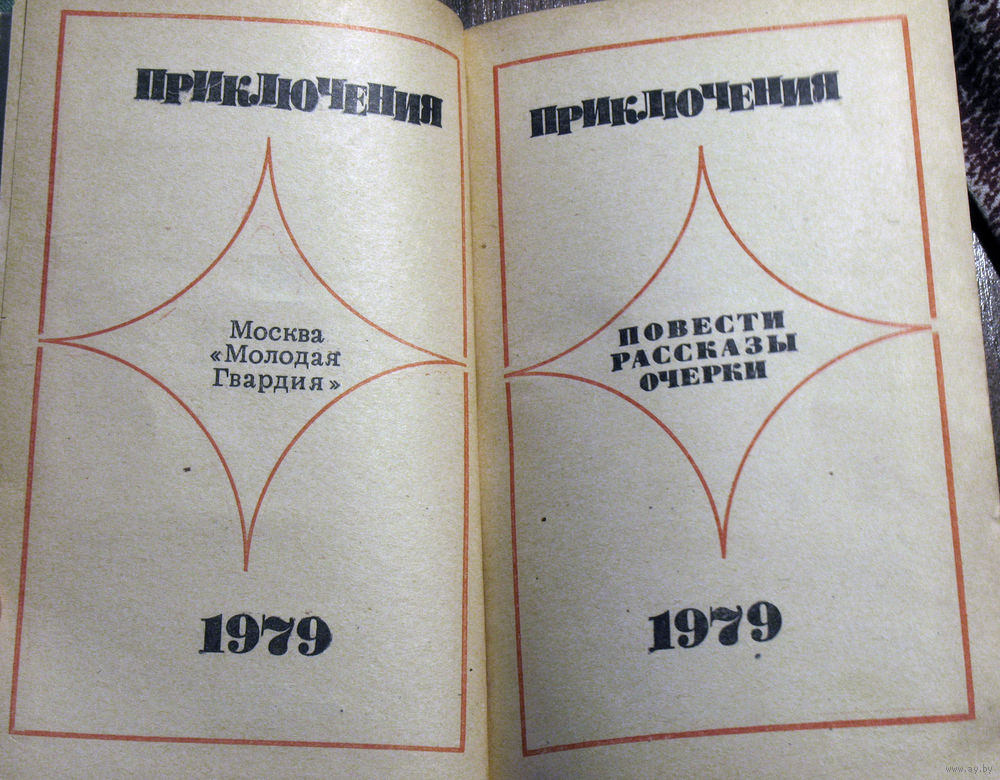 ПРИКЛЮЧЕНИЯ
Москва
«Молодая
Гвардия»
1979
ПРИКЛЮЧЕНИЯ
ПОВЕСТИ
РАССКАЗЫ
ОЧЕРКИ
1979
www.ay.by